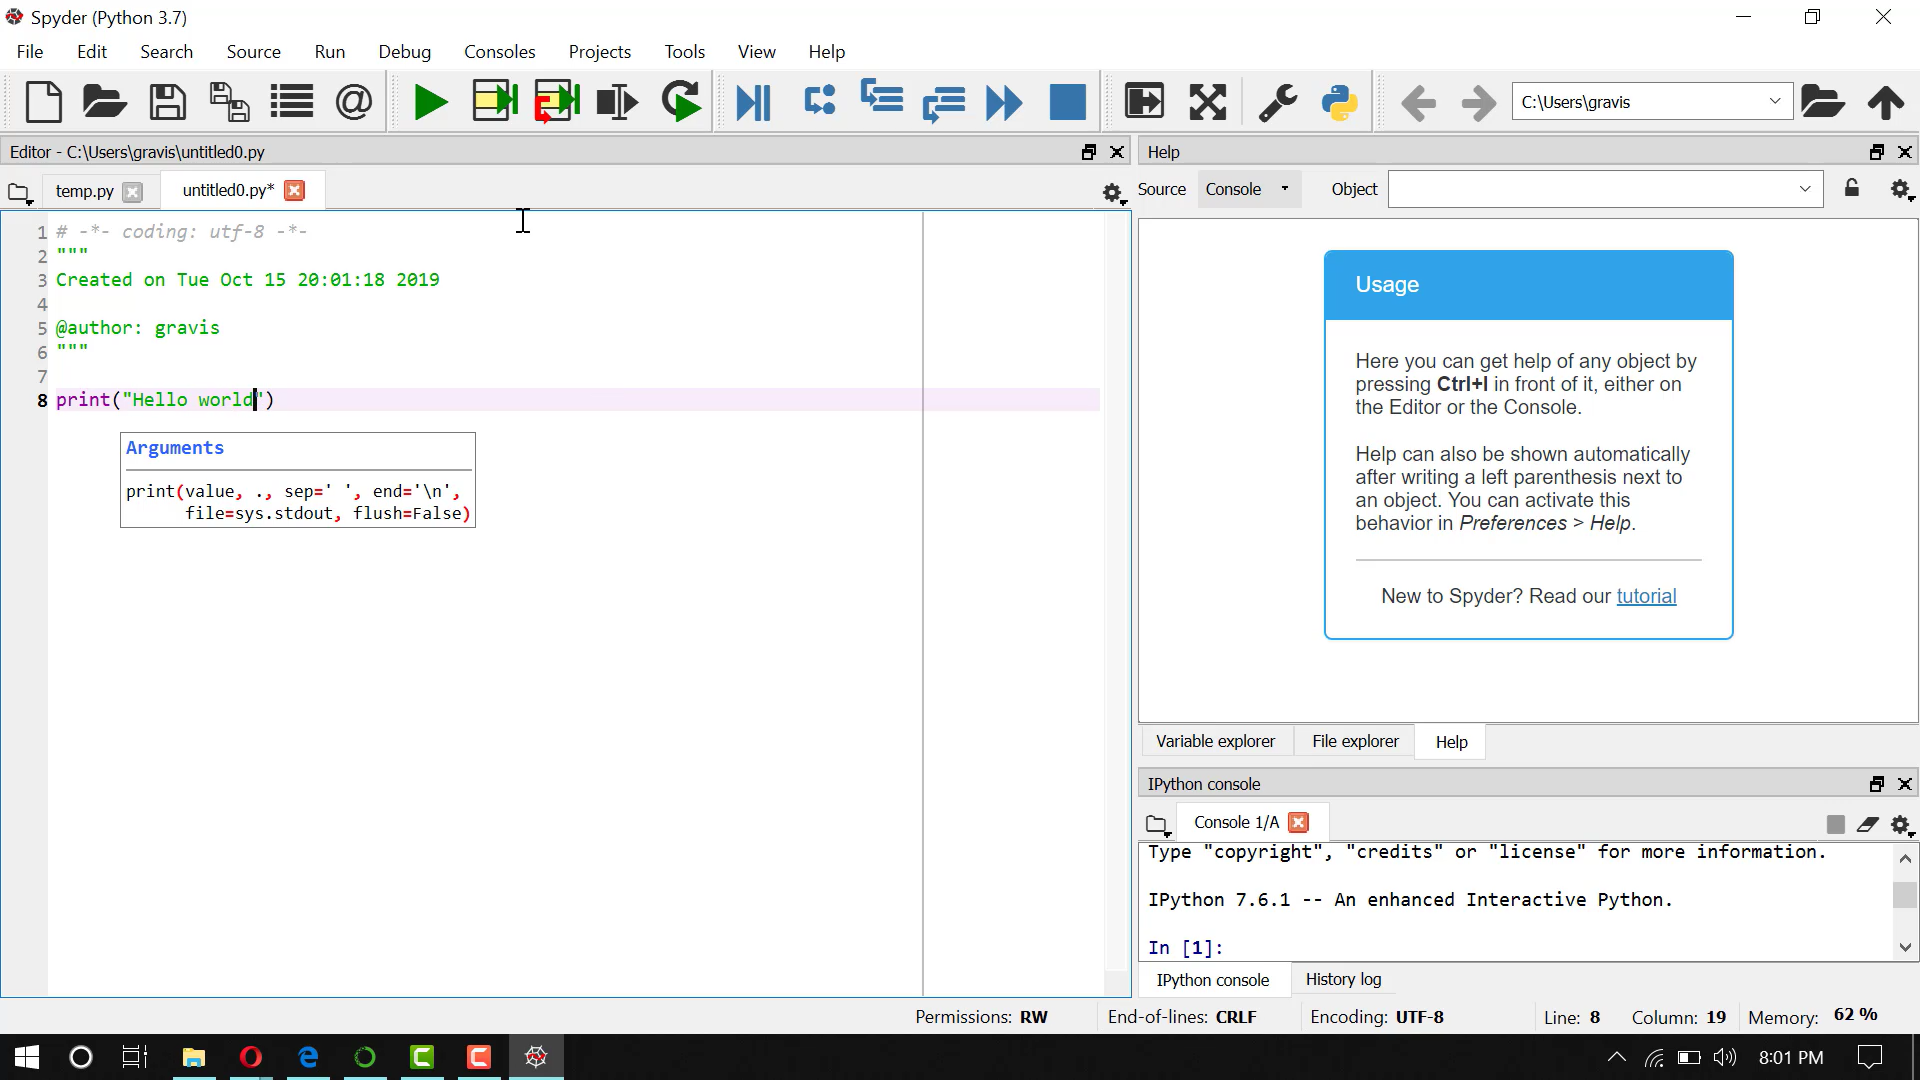 Spyder (Python 3.7)
File Edit Search Source Run Debug Consoles Projects Tools View Help
C:\Users\gravis
Editor - C:\Users\gravis\untitled0.py
temp.py untitled0.py*
1 # -*- coding: utf-8 -*-
2 """
3 Created on Tue Oct 15 20:01:18 2019
4
5 @author: gravis
6 """
7
8 print("Hello world")
Arguments
print(value, ., sep=' ', end='\n',
file=sys.stdout, flush=False)
Help
Source Console Object
Usage
Here you can get help of any object by
pressing Ctrl+I in front of it, either on
the Editor or the Console.
Help can also be shown automatically
after writing a left parenthesis next to
an object. You can activate this
behavior in Preferences > Help.
New to Spyder? Read our tutorial
Variable explorer File explorer Help
IPython console
Console 1/A
Type "copyright", "credits" or "license" for more information.
IPython 7.6.1 -- An enhanced Interactive Python.
In [1]:
IPython console History log
Permissions: RW End-of-lines: CRLF Encoding: UTF-8 Line: 8 Column: 19 Memory: 62 %
8:01 PM